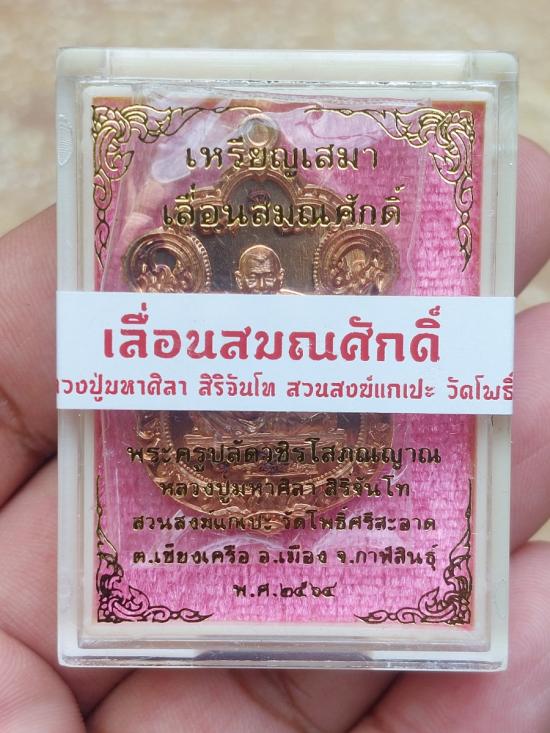 เหรียญเสมา
เลื่อนสมณศักดิ์
เลื่อนสมณศักดิ์
หลวงปู่มหาศิลา สิริจันโท สวนสงฆ์แกเปะ วัดโพธิ์
พระครูปลัดวชิรโสภณญาณ
หลวงปู่มหาศิลา สิริจันโท
สวนสงฆ์แกเปะ วัดโพธิ์ศรีสะอาด
ต.เชียงเครือ อ.เมือง จ.กาฬสินธุ์
พ.ศ.๒๕๖๔